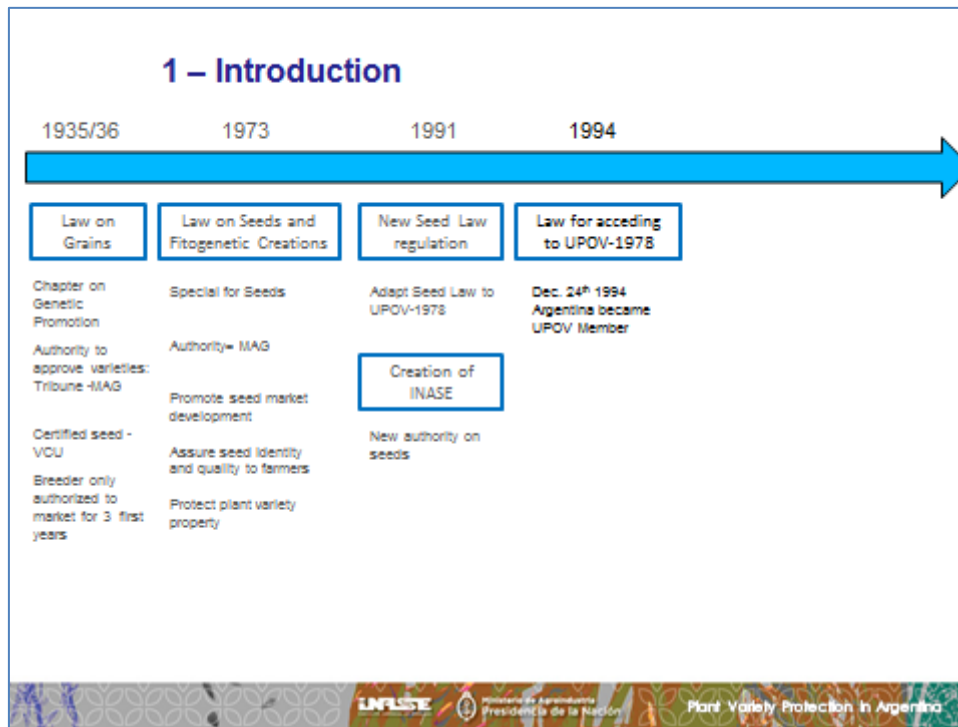 1 – Introduction
1935/36
1973
1991
1994
Law on
Grains
Chapter on
Genetic
Promotion
Authority to
approve varieties:
Tribune -MAG
Certified seed -
VCU
Breeder only
authorized to
market for 3 first
years
Law on Seeds and
Fitogenetic Creations
Special for Seeds
Authority= MAG
Promote seed market
development
Assure seed identity
and quality to farmers
Protect plant variety
property
New Seed Law
regulation
Adapt Seed Law to
UPOV-1978
Creation of
INASE
New authority on
seeds
Law for acceding
to UPOV-1978
Dec. 24th 1994
Argentina became
UPOV Member
INASE
Ministerio de Agroindustria
Presidencia de la Nación
Plant Variety Protection in Argentina